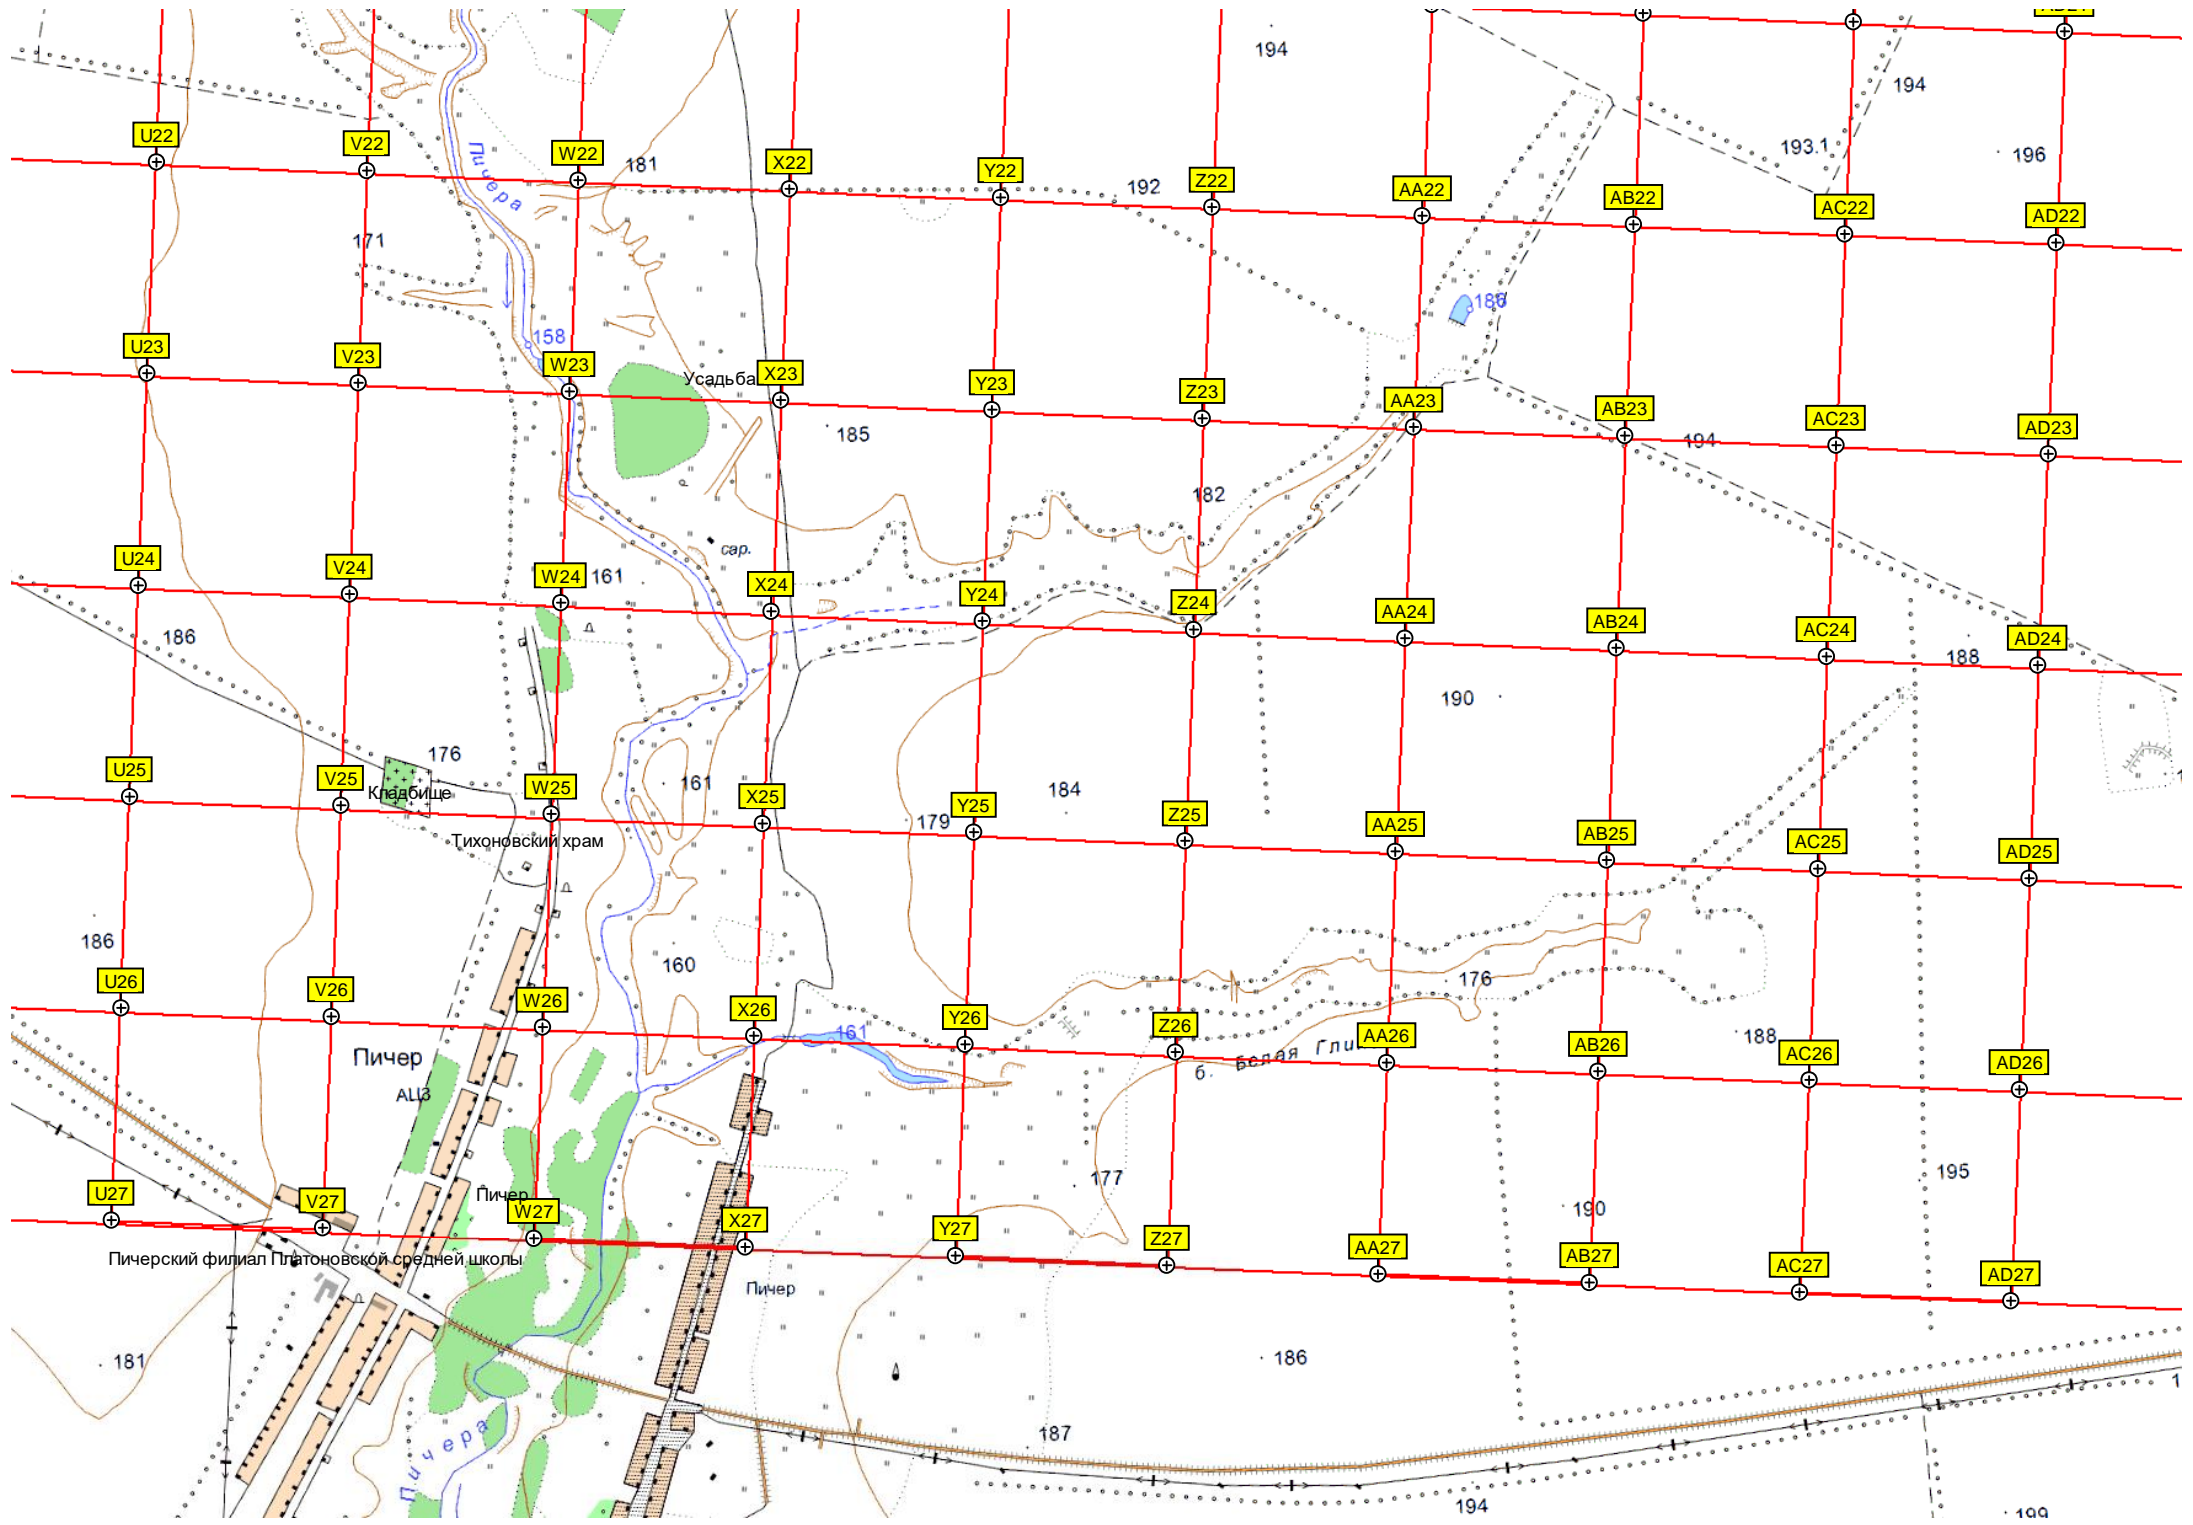 194
194
U22
V22
W22
181
X22
Y22
192
Z22
AA22
AB22
193.1
AC22
196
AD22
Пичера
171
186
158
U23
V23
W23
Усадьба
X23
Y23
Z23
AA23
AB23
AC23
AD23
185
194
182
сар.
U24
V24
W24
161
X24
Y24
Z24
AA24
AB24
AC24
AD24
186
188
190
176
161
184
U25
V25
Кладбище
W25
X25
179
Y25
Z25
AA25
AB25
AC25
AD25
Тихоновский храм
186
160
176
U26
V26
W26
X26
161
Y26
Z26
AA26
AB26
188
AC26
AD26
Пичер
б. Белая
АЦЗ
177
195
190
U27
V27
Пичер
W27
X27
Y27
Z27
AA27
AB27
AC27
AD27
Пичерский филиал Платоновской средней школы
Пичер
181
186
187
Пичера
194
199